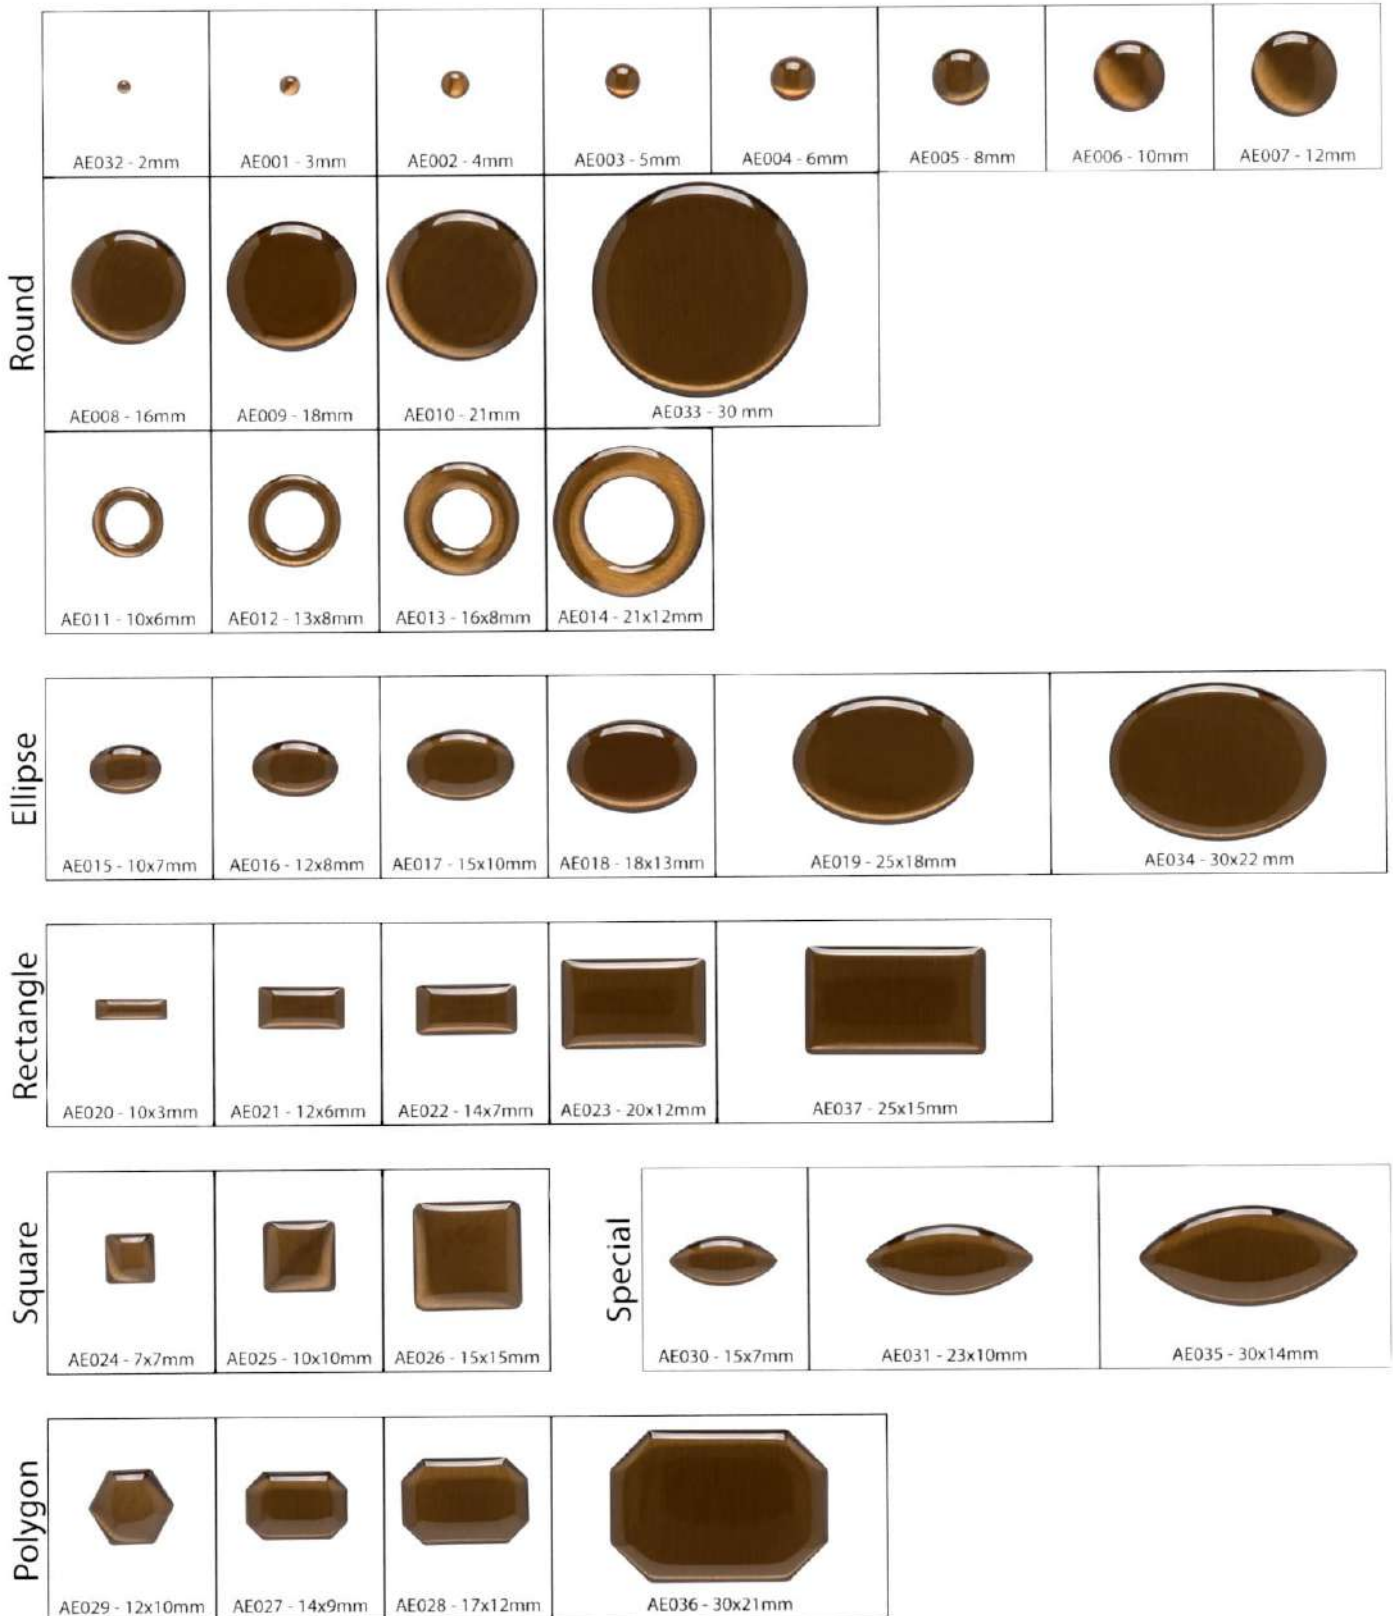 Round
AE032 - 2mm
AE001 - 3mm
AE002 - 4mm
AE003 - 5mm
AE004 - 6mm
AE005 - 8mm
AE006 - 10mm
AE007 - 12mm
AE008 - 16mm
AE009 - 18mm
AE010 - 21mm
AE033 - 30 mm
AE011 - 10x6mm
AE012 - 13x8mm
AE013 - 16x8mm
AE014 - 21x12mm
Ellipse
AE015 - 10x7mm
AE016 - 12x8mm
AE017 - 15x10mm
AE018 - 18x13mm
AE019 - 25x18mm
AE034 - 30x22 mm
Rectangle
AE020 - 10x3mm
AE021 - 12x6mm
AE022 - 14x7mm
AE023 - 20x12mm
AE037 - 25x15mm
Square
AE024 - 7x7mm
AE025 - 10x10mm
AE026 - 15x15mm
Special
AE030 - 15x7mm
AE031 - 23x10mm
AE035 - 30x14mm
Polygon
AE029 - 12x10mm
AE027 - 14x9mm
AE028 - 17x12mm
AE036 - 30x21mm